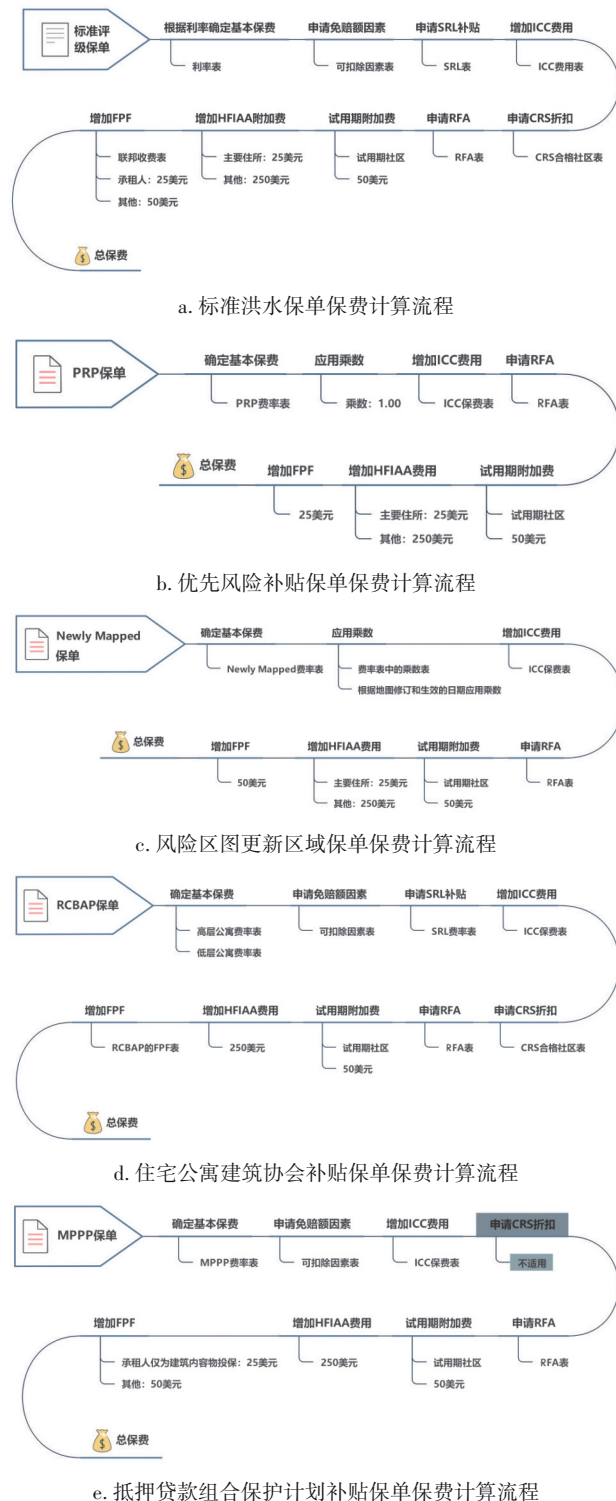 标准评
级保单
根据利率确定基本保费
申请免赔额因素
申请SRL补贴
增加ICC费用
利率表
可扣除因素表
SRL表
ICC费用表
增加FPF
增加HFIAA附加费
试用期附加费
申请RFA
申请CRS折扣
联邦收费表
主要住所：25美元
试用期社区
RFA表
CRS合格社区表
承租人：25美元
其他：250美元
50美元
其他：50美元
总保费
a. 标准洪水保单保费计算流程
PRP保单
确定基本保费
应用乘数
增加ICC费用
申请RFA
PRP费率表
乘数：1.00
ICC保费表
RFA表
总保费
增加FPF
增加HFIAA费用
试用期附加费
25美元
主要住所：25美元
试用期社区
其他：250美元
50美元
b. 优先风险补贴保单保费计算流程
Newly Mapped
保单
确定基本保费
应用乘数
增加ICC费用
Newly Mapped费率表
费率表中的乘数表
ICC保费表
根据地图修订和生效的日期应用乘数
总保费
增加FPF
增加HFIAA费用
试用期附加费
申请RFA
50美元
主要住所：25美元
试用期社区
RFA表
其他：250美元
50美元
c. 风险区图更新区域保单保费计算流程
RCBAP保单
确定基本保费
申请免赔额因素
申请SRL补贴
增加ICC费用
高层公寓费率表
可扣除因素表
SRL费率表
ICC保费表
低层公寓费率表
增加FPF
增加HFIAA费用
试用期附加费
申请RFA
申请CRS折扣
RCBAP的FPF表
250美元
试用期社区
RFA表
CRS合格社区表
50美元
总保费
d. 住宅公寓建筑协会补贴保单保费计算流程
MPPP保单
确定基本保费
申请免赔额因素
增加ICC费用
申请CRS折扣
MPPP费率表
可扣除因素表
ICC保费表
不适用
增加FPF
增加HFIAA费用
试用期附加费
申请RFA
承租人仅为建筑内容物投保：25美元
250美元
试用期社区
RFA表
其他：50美元
50美元
总保费
e. 抵押贷款组合保护计划补贴保单保费计算流程